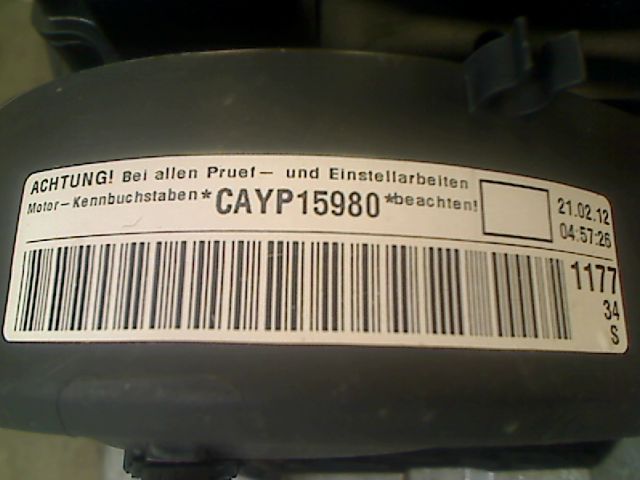 ACHTUNG! Bei allen Pruef- und Einstellarbeiten
Motor-Kennbuchstaben*CAYP15980*beachten!
21.02.12
04:57:26
1177
34
S